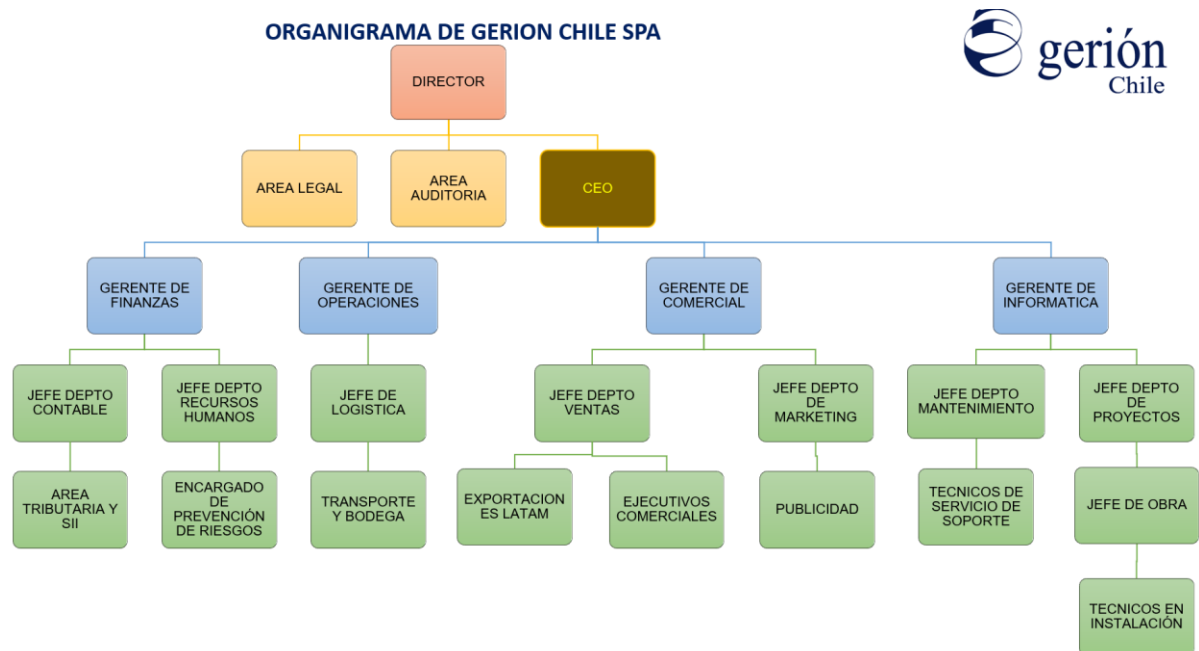 ORGANIGRAMA DE GERION CHILE SPA
gerión
Chile
DIRECTOR
AREA LEGAL
AREA
AUDITORIA
CEO
GERENTE DE
FINANZAS
GERENTE DE
OPERACIONES
GERENTE DE
COMERCIAL
GERENTE DE
INFORMATICA
JEFE DEPTO
CONTABLE
JEFE DEPTO
RECURSOS
HUMANOS
JEFE DE
LOGISTICA
JEFE DEPTO
VENTAS
JEFE DEPTO
DE
MARKETING
JEFE DEPTO
MANTENIMIENTO
JEFE DEPTO
DE
PROYECTOS
AREA
TRIBUTARIA Y
SII
ENCARGADO
DE
PREVENCIÓN
DE RIESGOS
TRANSPORTE
Y BODEGA
EXPORTACION
ES LATAM
EJECUTIVOS
COMERCIALES
PUBLICIDAD
TECNICOS DE
SERVICIO DE
SOPORTE
JEFE DE OBRA
TECNICOS EN
INSTALACIÓN